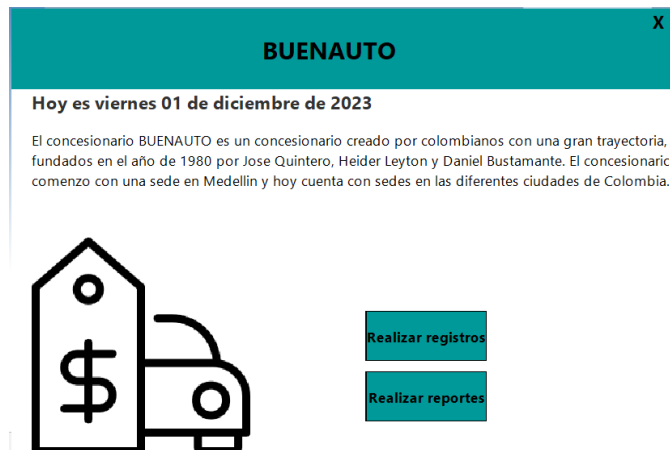 X
BUENAUTO
Hoy es viernes 01 de diciembre de 2023
El concesionario BUENAUTO es un concesionario creado por colombianos con una gran trayectoria,
fundados en el año de 1980 por Jose Quintero, Heider Leyton y Daniel Bustamante. El concesionario
comenzo con una sede en Medellin y hoy cuenta con sedes en las diferentes ciudades de Colombia.
$
Realizar registros
Realizar reportes